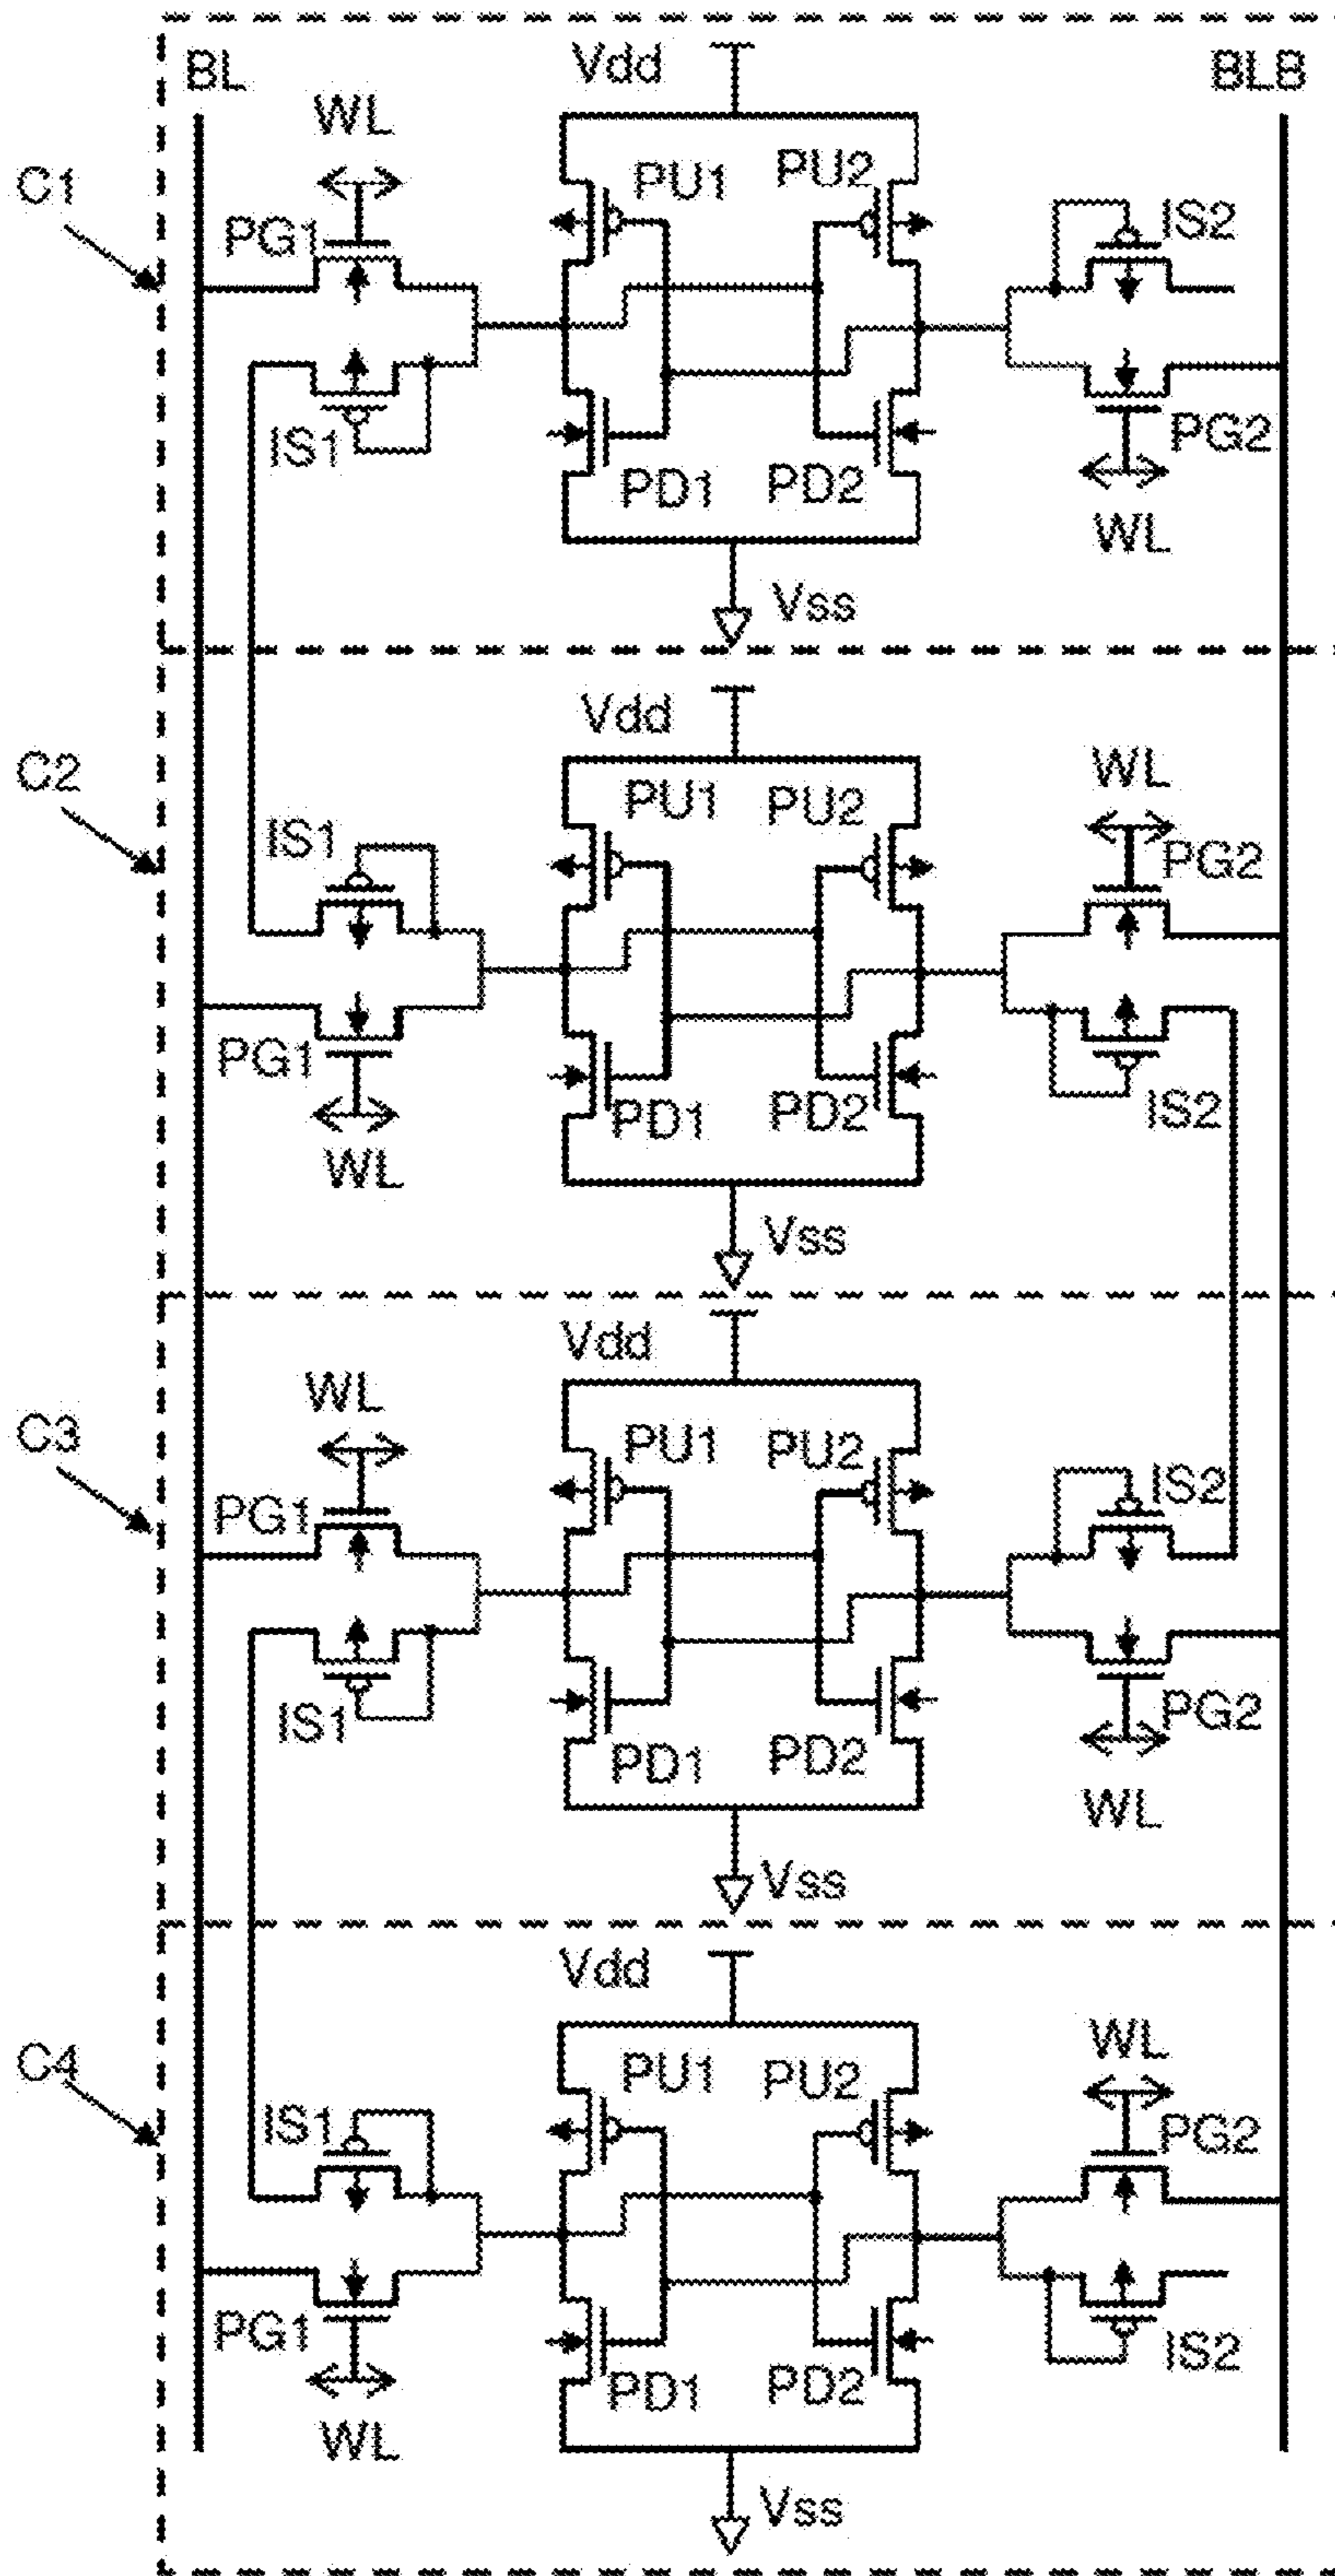 BL
Vdd
BLB
WL
C1
PU1
PU2
IS2
PG1
IS1
PD1
PD2
PG2
WL
Vss
Vdd
C2
WL
IS1
PU1
PU2
PG2
PG1
PD1
PD2
IS2
WL
Vss
Vdd
WL
C3
PU1
PU2
IS2
PG1
IS1
PD1
PD2
PG2
WL
Vss
Vdd
C4
WL
IS1
PU1
PU2
PG2
PG1
PD1
PD2
IS2
WL
Vss